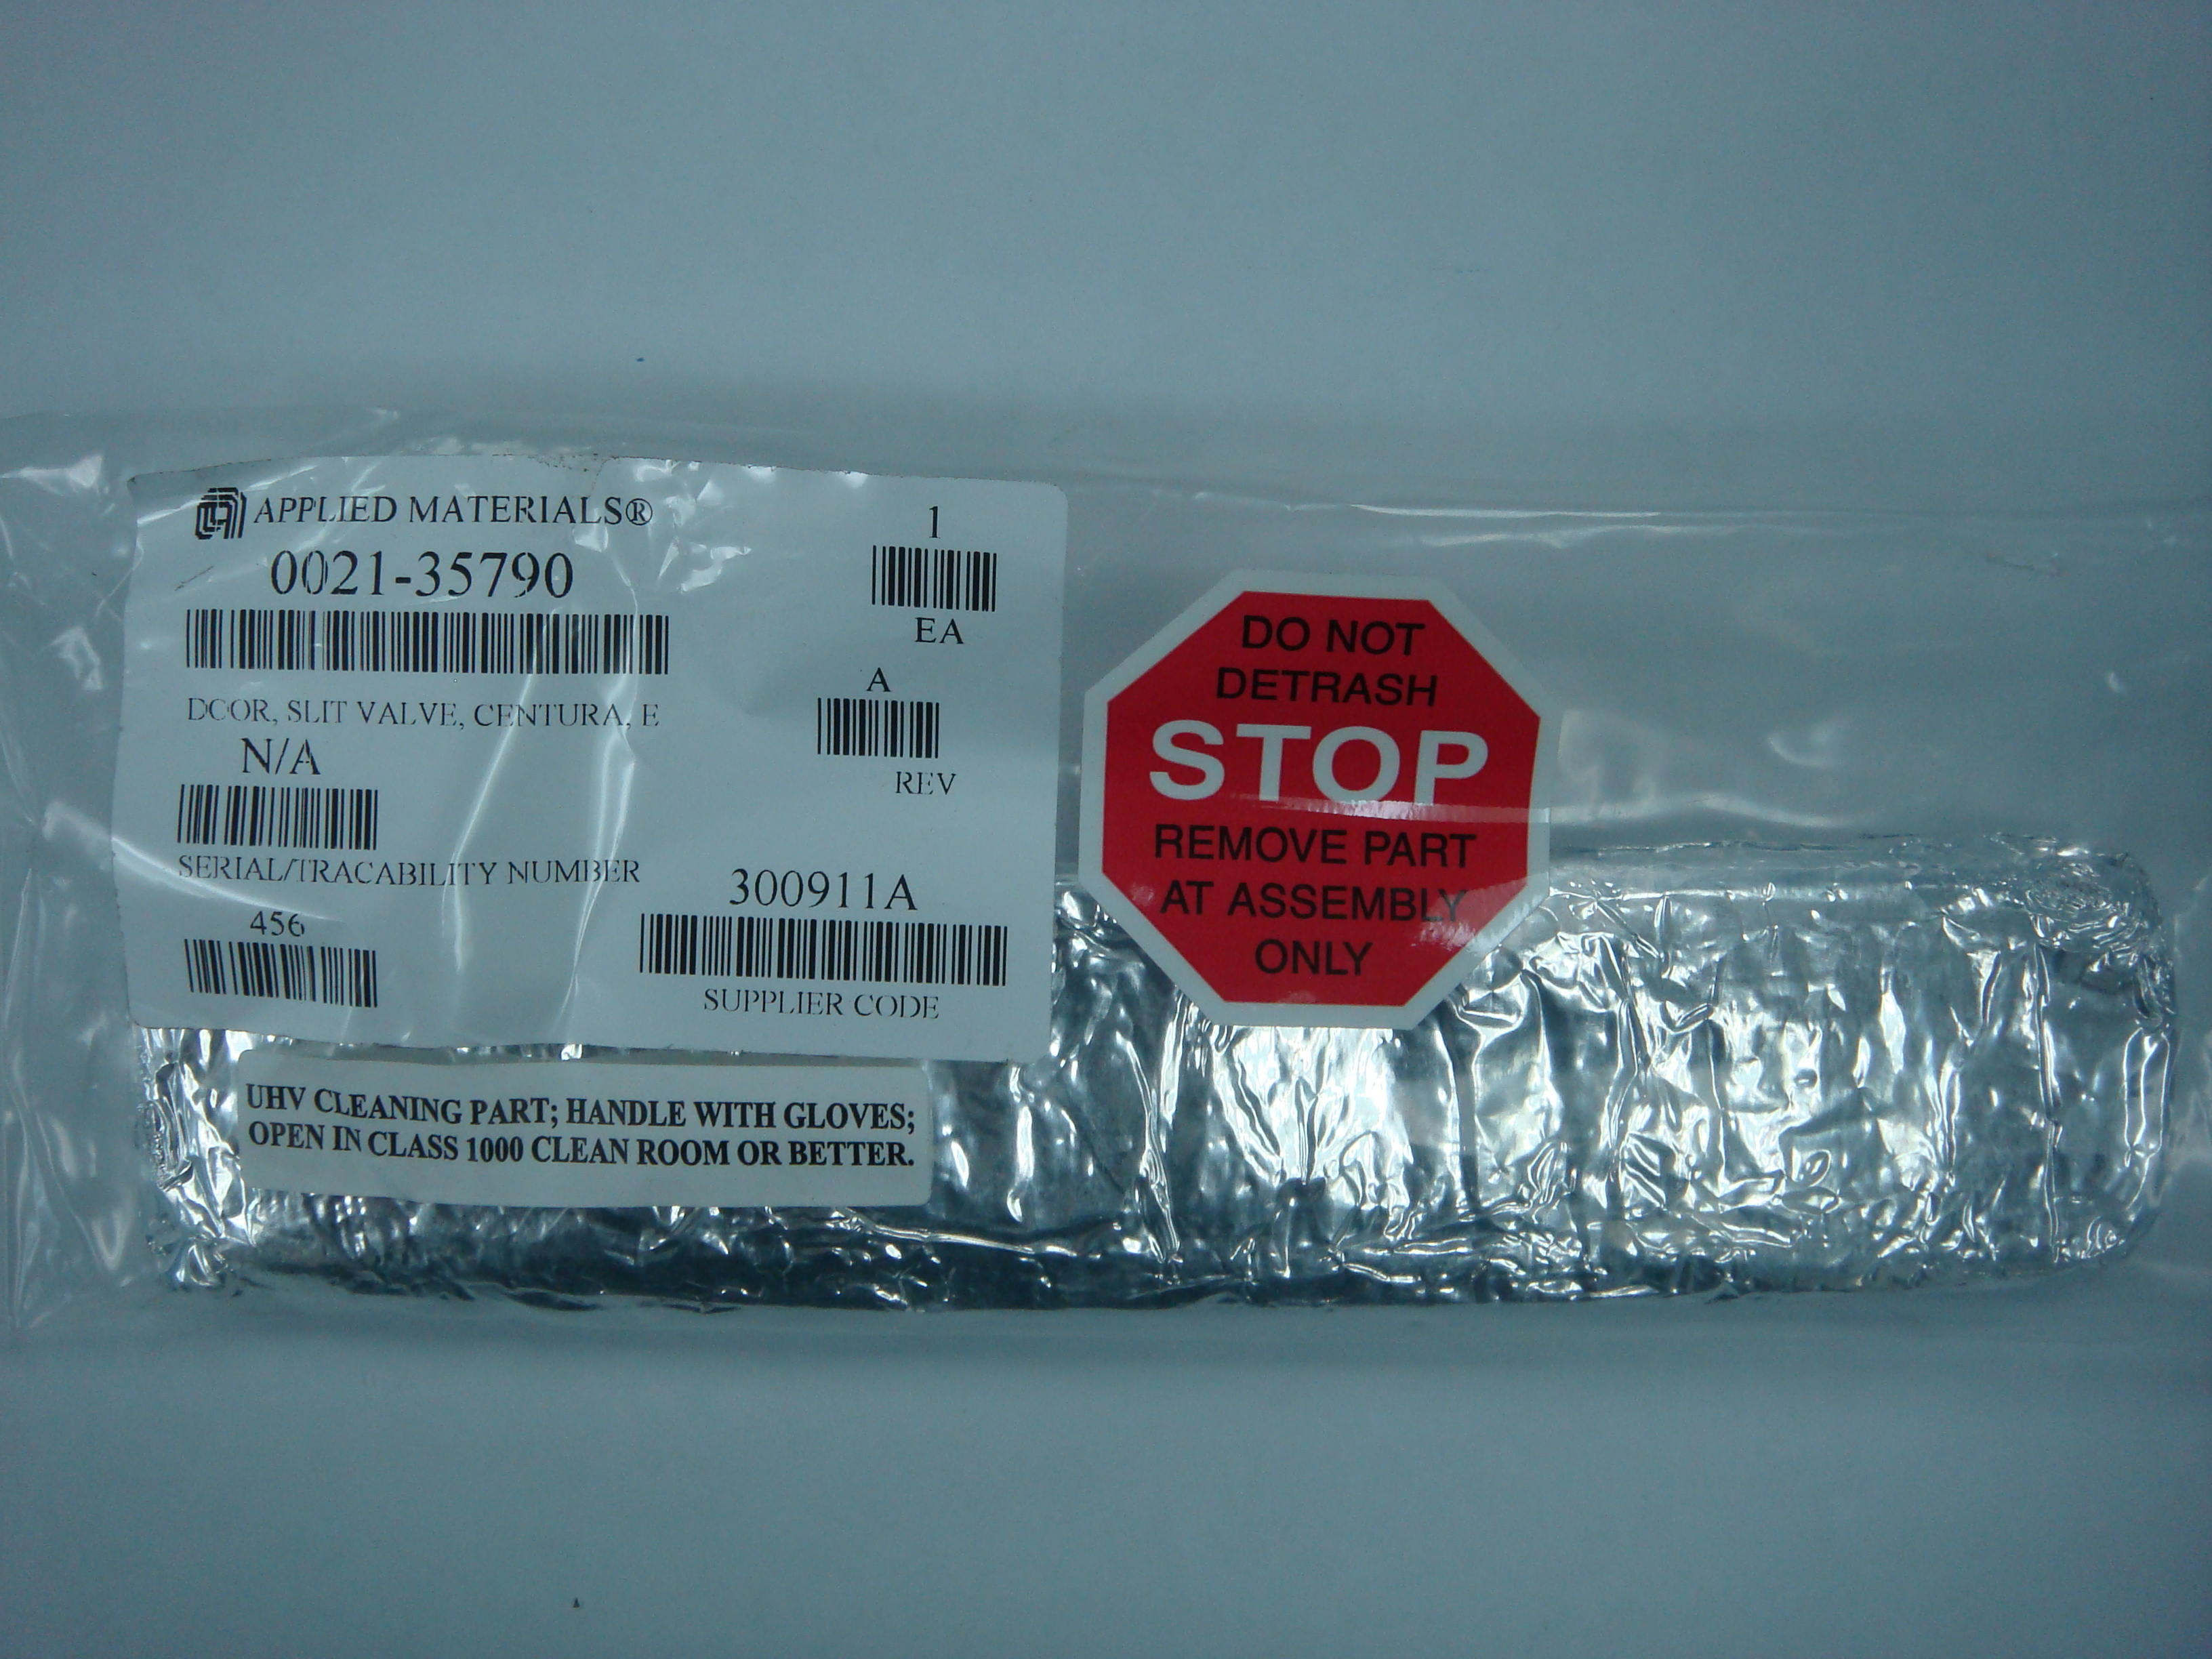 APPLIED MATERIALS®
0021-35790
DOOR, SLIT VALVE, CENTURA, E
N/A
SERIAL/TRACABILITY NUMBER
456
1
EA
A
REV
300911A
SUPPLIER CODE
UHV CLEANING PART; HANDLE WITH GLOVES;
OPEN IN CLASS 1000 CLEAN ROOM OR BETTER.
DO NOT
DETRASH
STOP
REMOVE PART
AT ASSEMBLY
ONLY